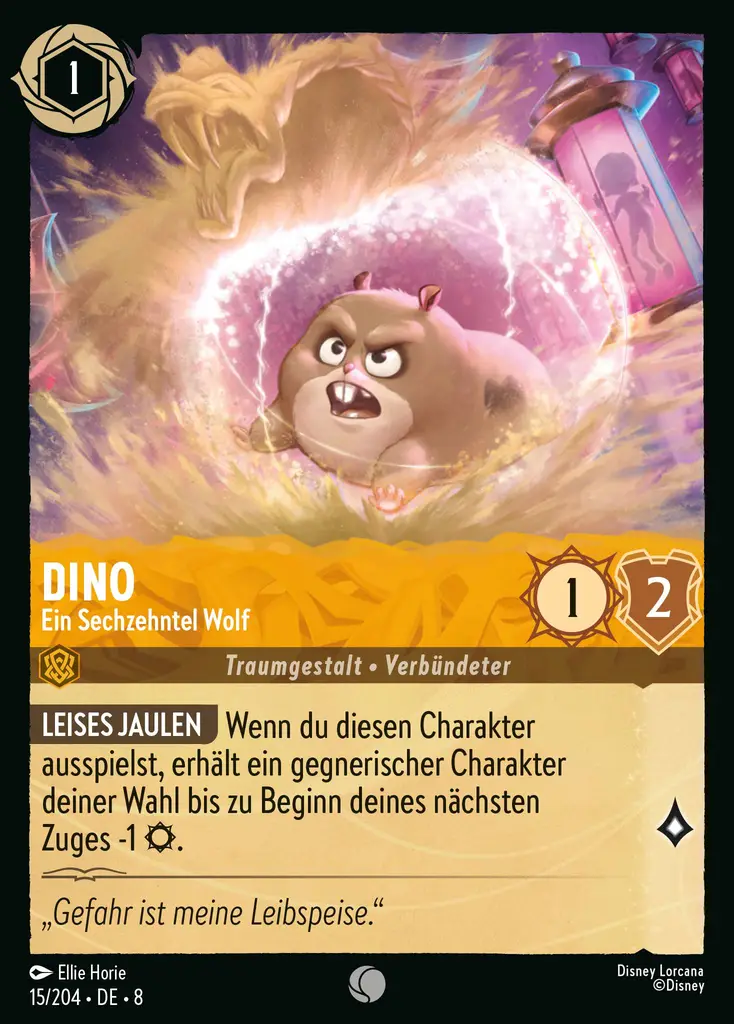 1
DINO
Ein Sechzehntel Wolf
1
2
Traumgestalt • Verbündeter
LEISES JAULEN Wenn du diesen Charakter
ausspielst, erhält ein gegnerischer Charakter
deiner Wahl bis zu Beginn deines nächsten
Zuges -1 .
„Gefahr ist meine Leibspeise.“
Ellie Horie
Disney Lorcana
15/204 • DE • 8
©Disney